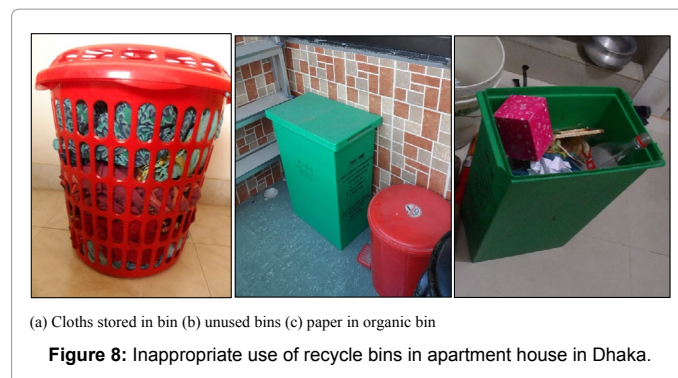 (a) Cloths stored in bin (b) unused bins (c) paper in organic bin
Figure 8: Inappropriate use of recycle bins in apartment house in Dhaka.